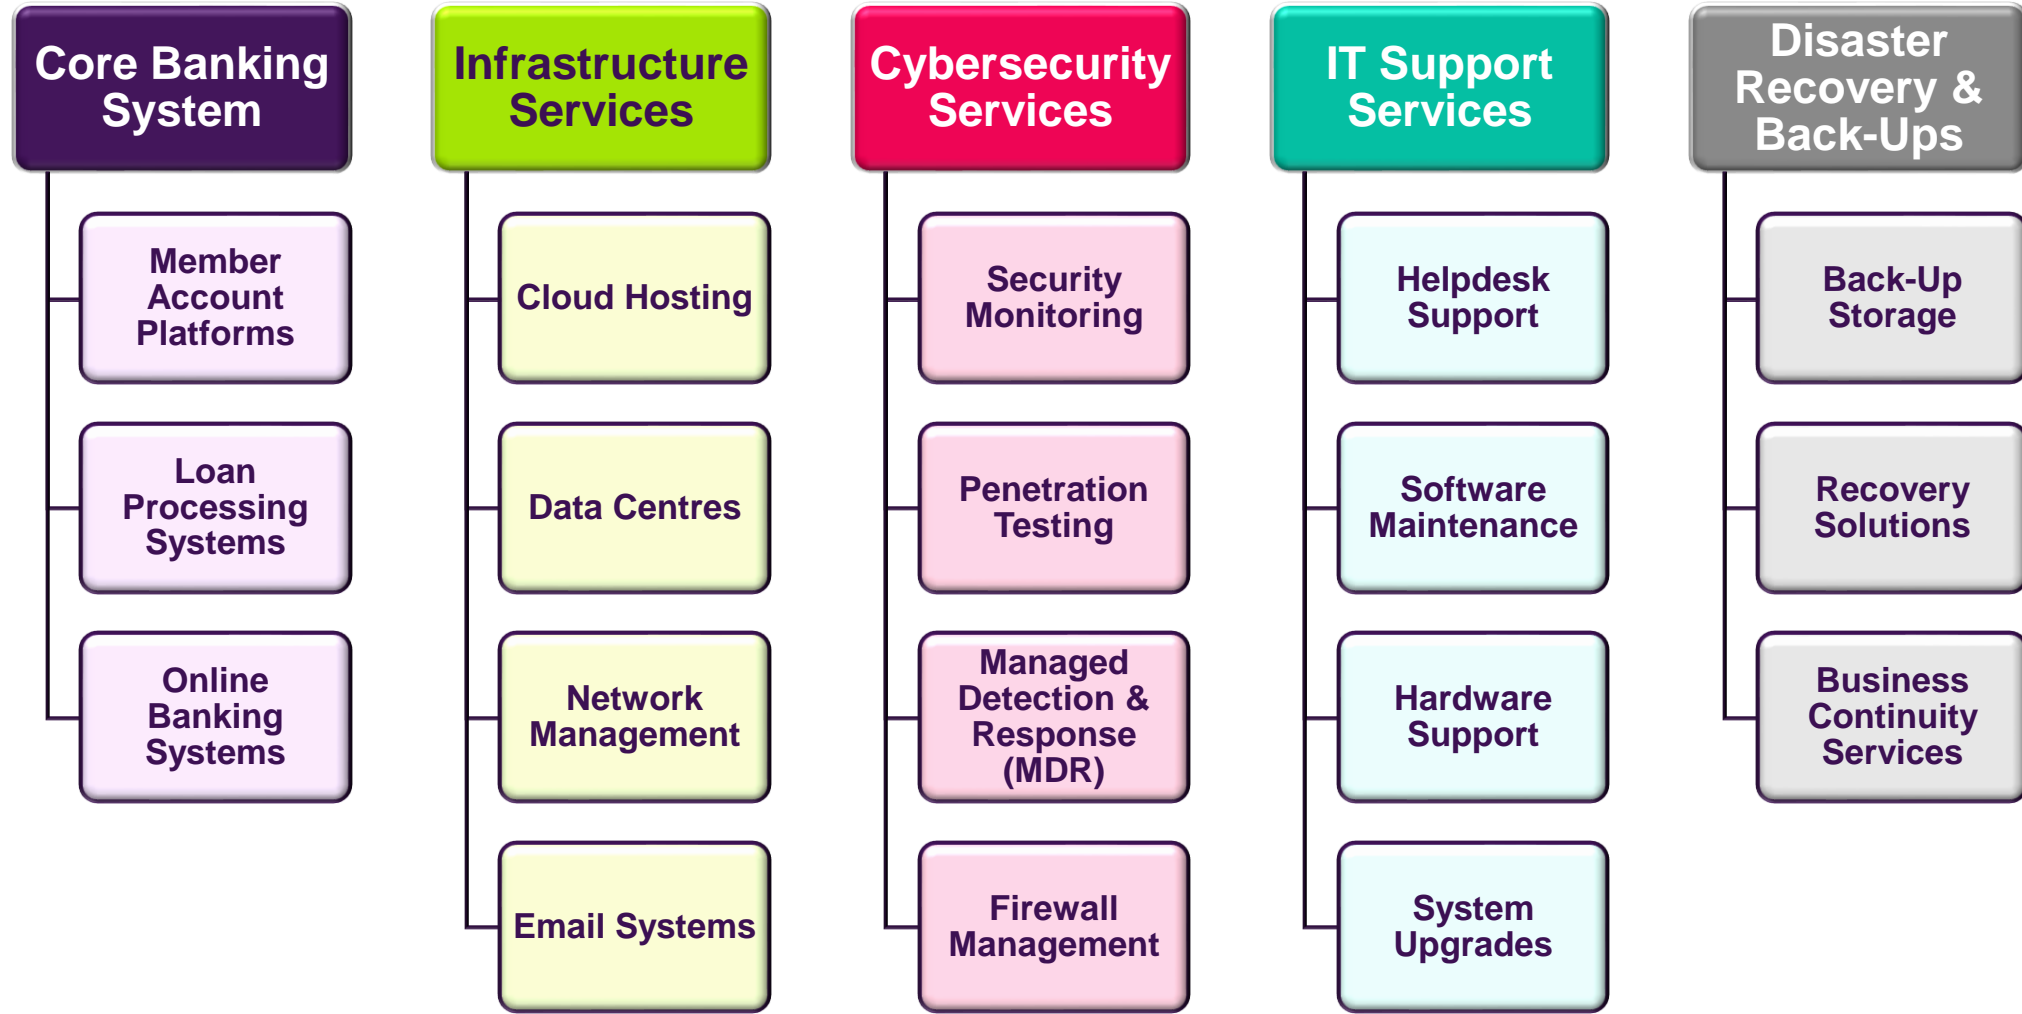 Core Banking
System
Member
Account
Platforms
Loan
Processing
Systems
Online
Banking
Systems
Infrastructure
Services
Cloud Hosting
Data Centres
Network
Management
Email Systems
Cybersecurity
Services
Security
Monitoring
Penetration
Testing
Managed
Detection &
Response
(MDR)
Firewall
Management
IT Support
Services
Helpdesk
Support
Software
Maintenance
Hardware
Support
System
Upgrades
Disaster
Recovery &
Back-Ups
Back-Up
Storage
Recovery
Solutions
Business
Continuity
Services